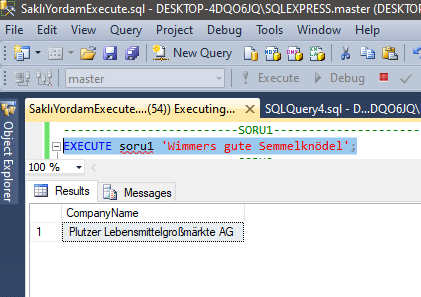 SaklıYordamExecute.sql - DESKTOP-4DQO6JQ\SQLEXPRESS.master (DESKTO
File Edit View Query Project Debug Tools Window Help
New Query
master Execute Debug
SaklıYordamExecute....(54)) Executing... SQLQuery4.sql - D...DQO6JQ\
Object Explorer
SORU1
EXECUTE soru1 'Wimmers gute Semmelknödel';
100 %
Results Messages
CompanyName
1 Plutzer Lebensmittelgroßmärkte AG